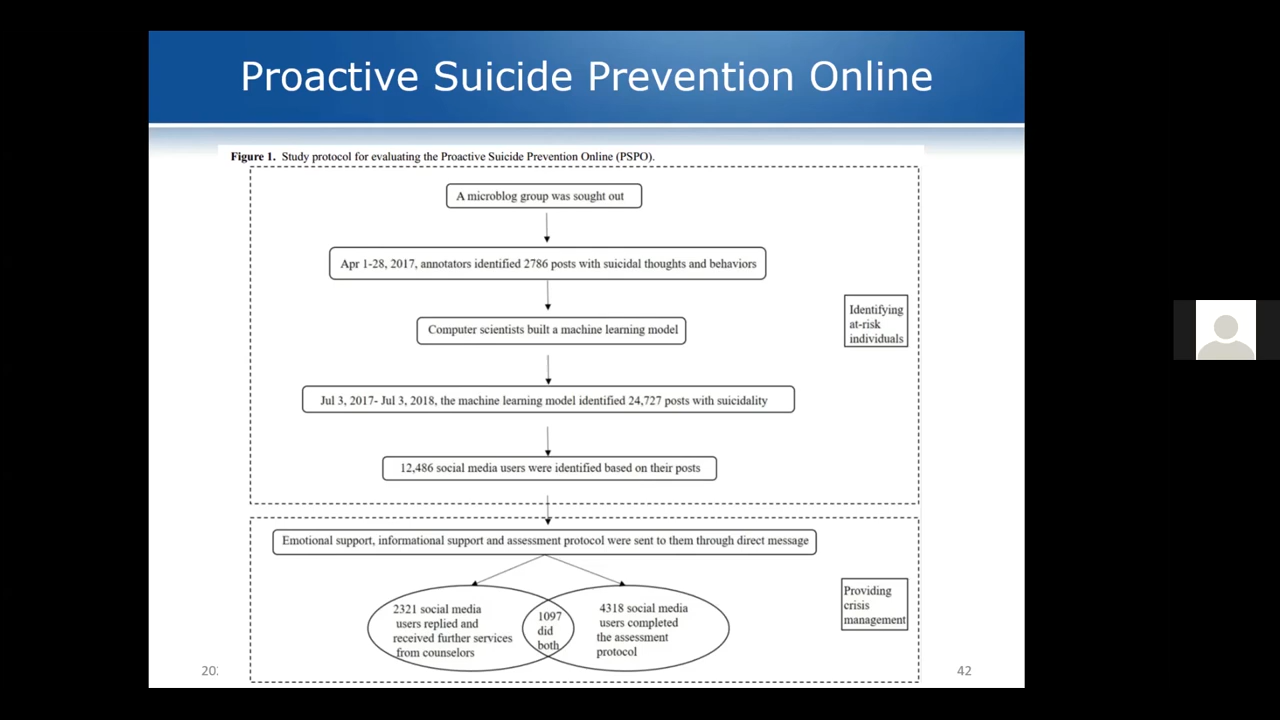 Proactive Suicide Prevention Online
Figure 1. Study protocol for evaluating the Proactive Suicide Prevention Online (PSPO).
A microblog group was sought out
Apr 1-28, 2017, annotators identified 2786 posts with suicidal thoughts and behaviors
Computer scientists built a machine learning model
Identifying
at-risk
individuals
Jul 3, 2017- Jul 3, 2018, the machine learning model identified 24,727 posts with suicidality
12,486 social media users were identified based on their posts
Emotional support, informational support and assessment protocol were sent to them through direct message
2321 social media
users replied and
received further services
from counselors
1097
did
both
4318 social media
users completed
the assessment
protocol
Providing
crisis
management
42